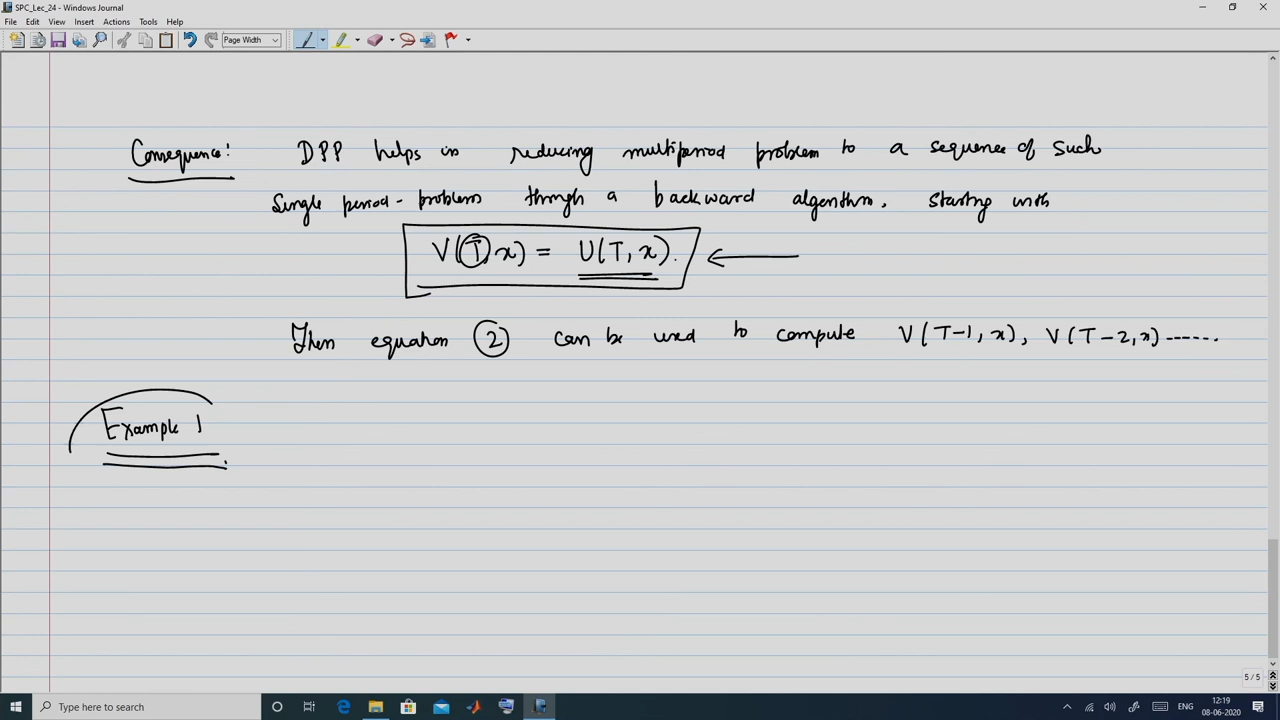 SPC_Lec_24 - Windows Journal
File Edit View Insert Actions Tools Help
Page Width
Consequence: DPP helps in reducing multiperiod problem to a sequence of such
single period-problems through a backward algorithm. Starting with
V(T, x) = U(T, x).
Then equation ② can be used to compute V(T-1, x), V(T-2, x) ------
Example 1
5 / 5
Type here to search
ENG
12:19
08-06-2020